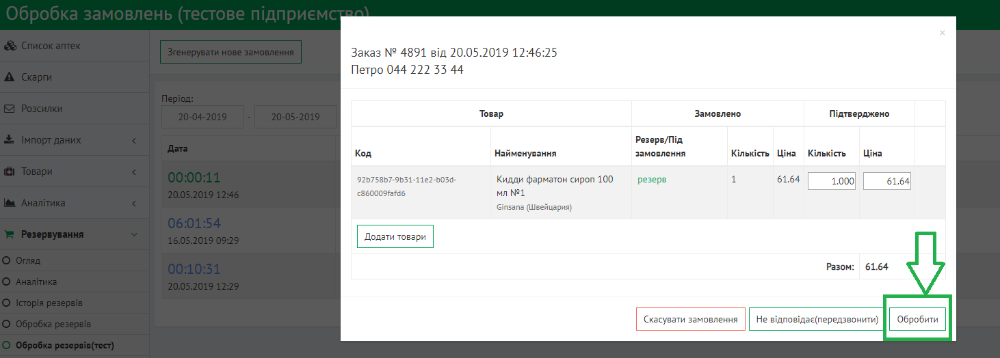 Обробка замовлень (тестове підприємство)
Список аптек
Скарги
Розсилки
Імпорт даних
Товари
Аналітика
Резервування
Огляд
Аналітика
Історія резервів
Обробка резервів
Обробка резервів(тест)
Згенерувати нове замовлення
Період:
20-04-2019 - 20-05-2019
Дата
00:00:11
20.05.2019 12:46
06:01:54
16.05.2019 09:29
00:10:31
20.05.2019 12:29
×
Заказ № 4891 від 20.05.2019 12:46:25
Петро 044 222 33 44
Товар Замовлено Підтверджено
Резерв/Під
Код Найменування замовлення Кількість Ціна Кількість Ціна
92b758b7-9b31-11e2-b03d- Кидди фарматон сироп 100 резерв 1 61.64 1.000 61.64
c860009fafd6 мл №1
Ginsana (Швейцария)
Додати товари
Разом: 61.64
Скасувати замовлення Не відповідає(передзвонити) Обробити